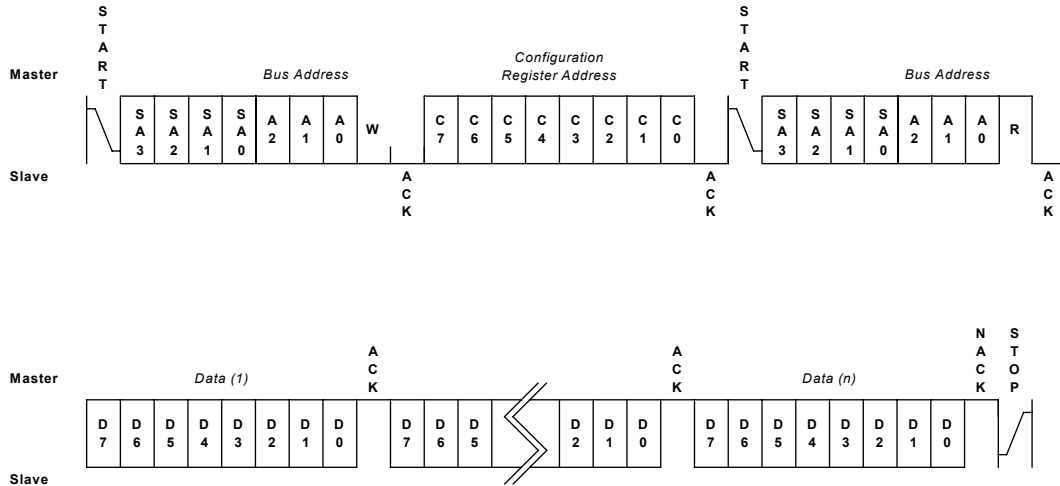 START
START
Configuration
Register Address
Master
Bus Address
Bus Address
SA3 SA2 SA1 SA0 A2 A1 A0 W C7 C6 C5 C4 C3 C2 C1 C0 SA3 SA2 SA1 SA0 A2 A1 A0 R
Slave
ACK
ACK
ACK
ACK
ACK
NACK
STOP
Master
Data (1)
Data (n)
D7 D6 D5 D4 D3 D2 D1 D0 D7 D6 D5 D2 D1 D0 D7 D6 D5 D4 D3 D2 D1 D0
Slave